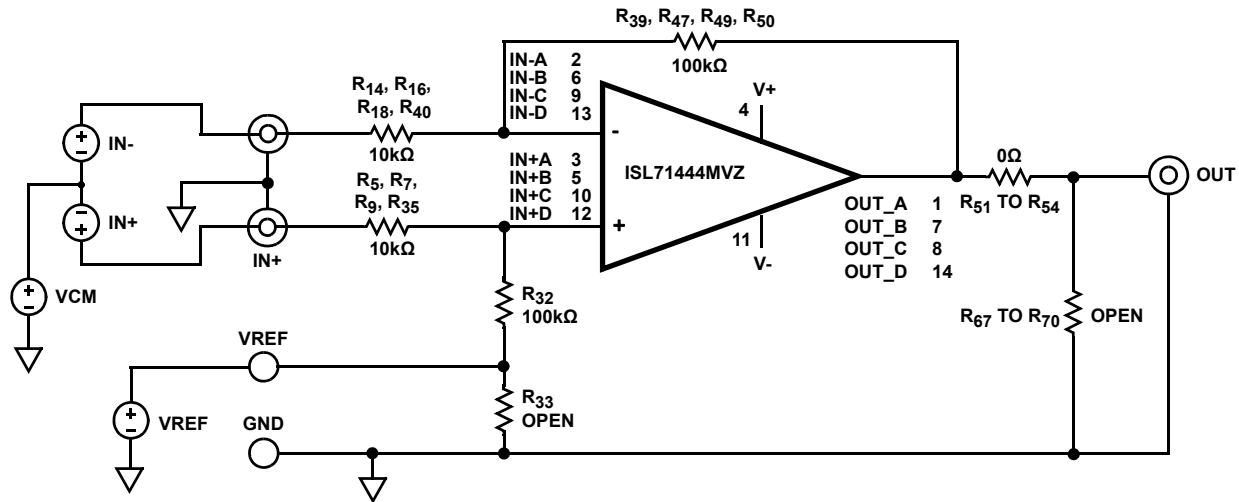 R39, R47, R49, R50
100kΩ
IN-A 2
IN-B 6
IN-C 9
IN-D 13
R14, R16,
R18, R40
10kΩ
V+
4
IN-
-
ISL71444MVZ
0Ω
OUT
R5, R7,
R9, R35
10kΩ
IN+A 3
IN+B 5
IN+C 10
IN+D 12
+
IN+
IN+
11
V-
OUT_A 1
OUT_B 7
OUT_C 8
OUT_D 14
R51 TO R54
VCM
R32
100kΩ
R67 TO R70
OPEN
VREF
R33
OPEN
VREF
GND